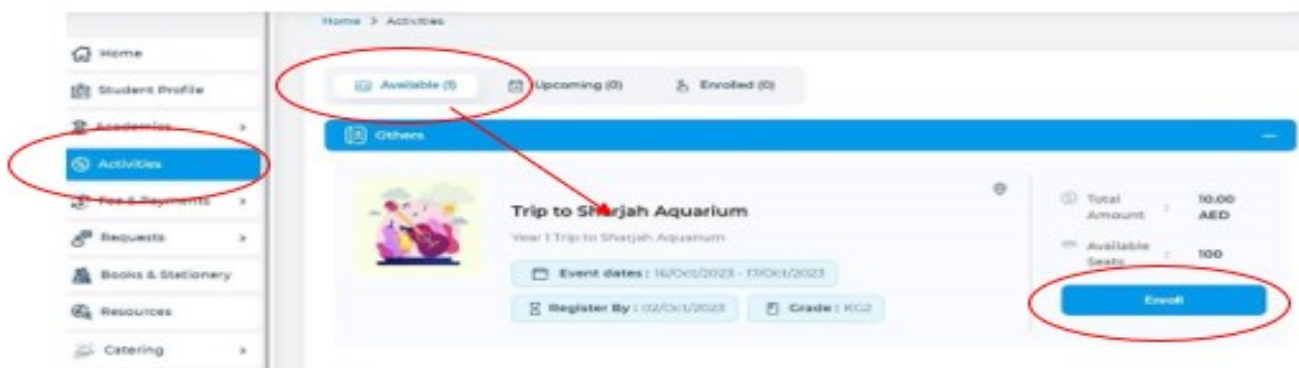 Home > Activities
Home
Student Profile
Academics
Activities
Fee & Payments
Requests
Books & Stationery
Resources
Catering
Available (1)
Upcoming (0)
Enrolled (0)
Others
Trip to Sharjah Aquarium
Year 1 Trip to Sharjah Aquarium
Event dates : 16/Oct/2023 - 17/Oct/2023
Register By : 02/Oct/2023
Grade : KG2
Total Amount : 10.00 AED
Available Seats : 100
Enroll